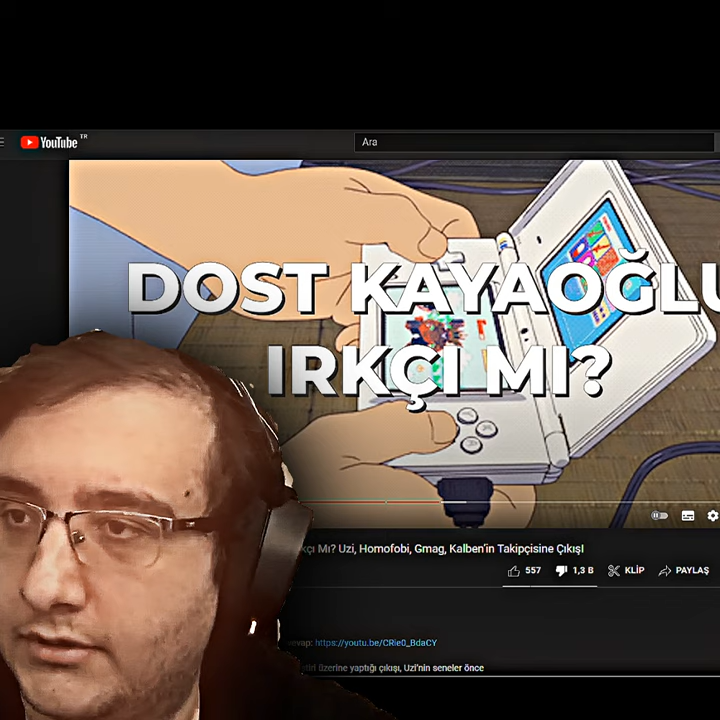 YouTube TR
Ara
DOST KAYAOĞLU
IRKÇI MI?
Mı? Uzi, Homofobi, Gmag, Kalben'in Takipçisine Çıkışı
557 1,3 B KLİP PAYLAŞ
https://youtu.be/CRie0_BdaCY
üzerine yaptığı çıkışı, Uzi'nin seneler önce